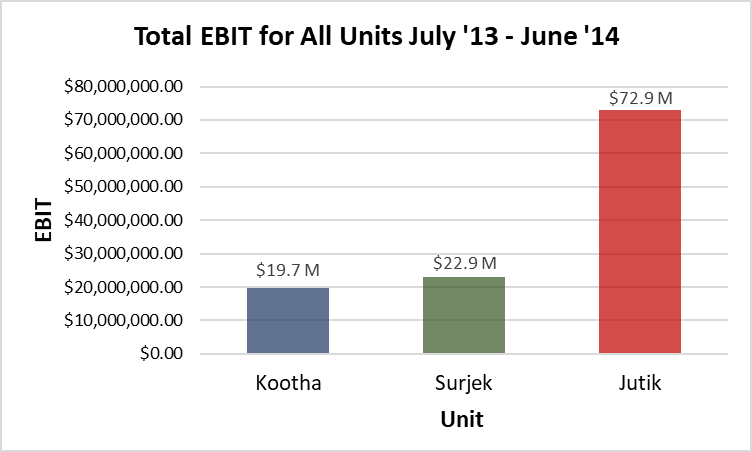 Total EBIT for All Units July '13 - June '14
EBIT
$80,000,000.00
$70,000,000.00
$60,000,000.00
$50,000,000.00
$40,000,000.00
$30,000,000.00
$20,000,000.00
$10,000,000.00
$0.00
$19.7 M
$22.9 M
$72.9 M
Kootha
Surjek
Jutik
Unit